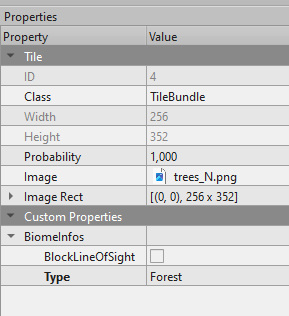 Properties
Property Value
Tile
ID 4
Class TileBundle
Width 256
Height 352
Probability 1,000
Image trees_N.png
Image Rect [(0, 0), 256 x 352]
Custom Properties
BiomeInfos
BlockLineOfSight
Type Forest